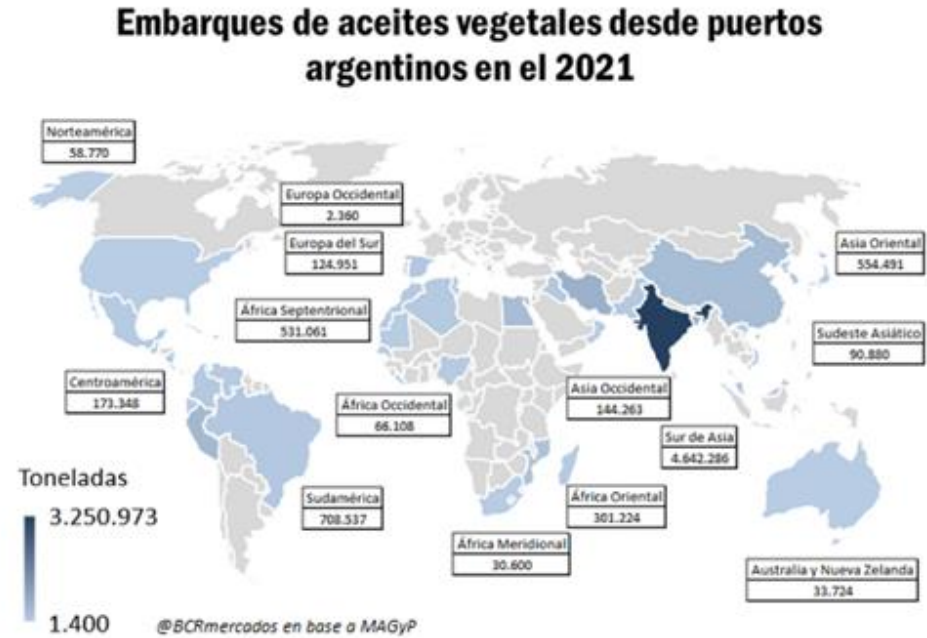 Embarques de aceites vegetales desde puertos
argentinos en el 2021
Norteamérica
58.770
Europa Occidental
2.360
Europa del Sur
124.951
Asia Oriental
554.491
África Septentrional
531.061
Sudeste Asiático
90.880
Centroamérica
173.348
África Occidental
66.108
Asia Occidental
144.263
Sur de Asia
4.642.286
Toneladas
3.250.973
1.400
Sudamérica
708.537
África Oriental
301.224
África Meridional
30.600
Australia y Nueva Zelanda
33.724
@BCRmercados en base a MAGyP